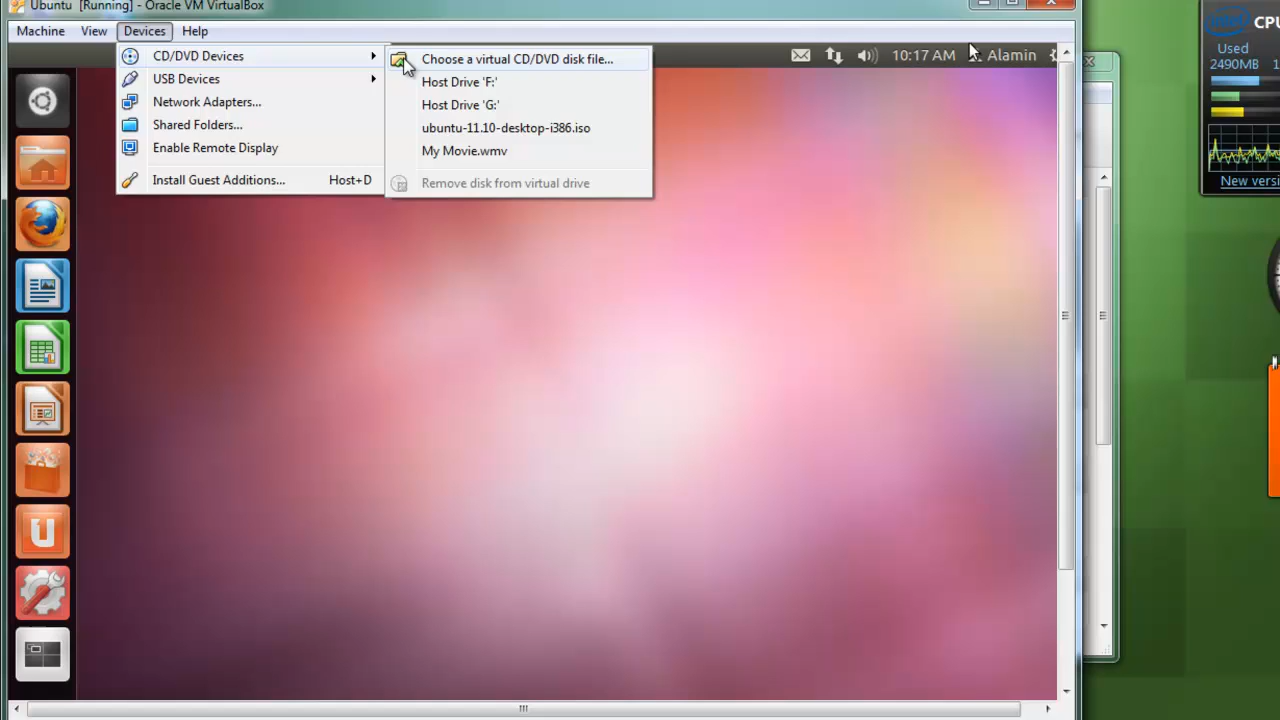 Ubuntu [Running] - Oracle VM VirtualBox
Machine View Devices Help
CD/DVD Devices
USB Devices
Network Adapters...
Shared Folders...
Enable Remote Display
Install Guest Additions... Host+D
Choose a virtual CD/DVD disk file...
Host Drive 'F:'
Host Drive 'G:'
ubuntu-11.10-desktop-i386.iso
My Movie.wmv
Remove disk from virtual drive
10:17 AM Alamin
intel CPU
Used
2490MB
New versi